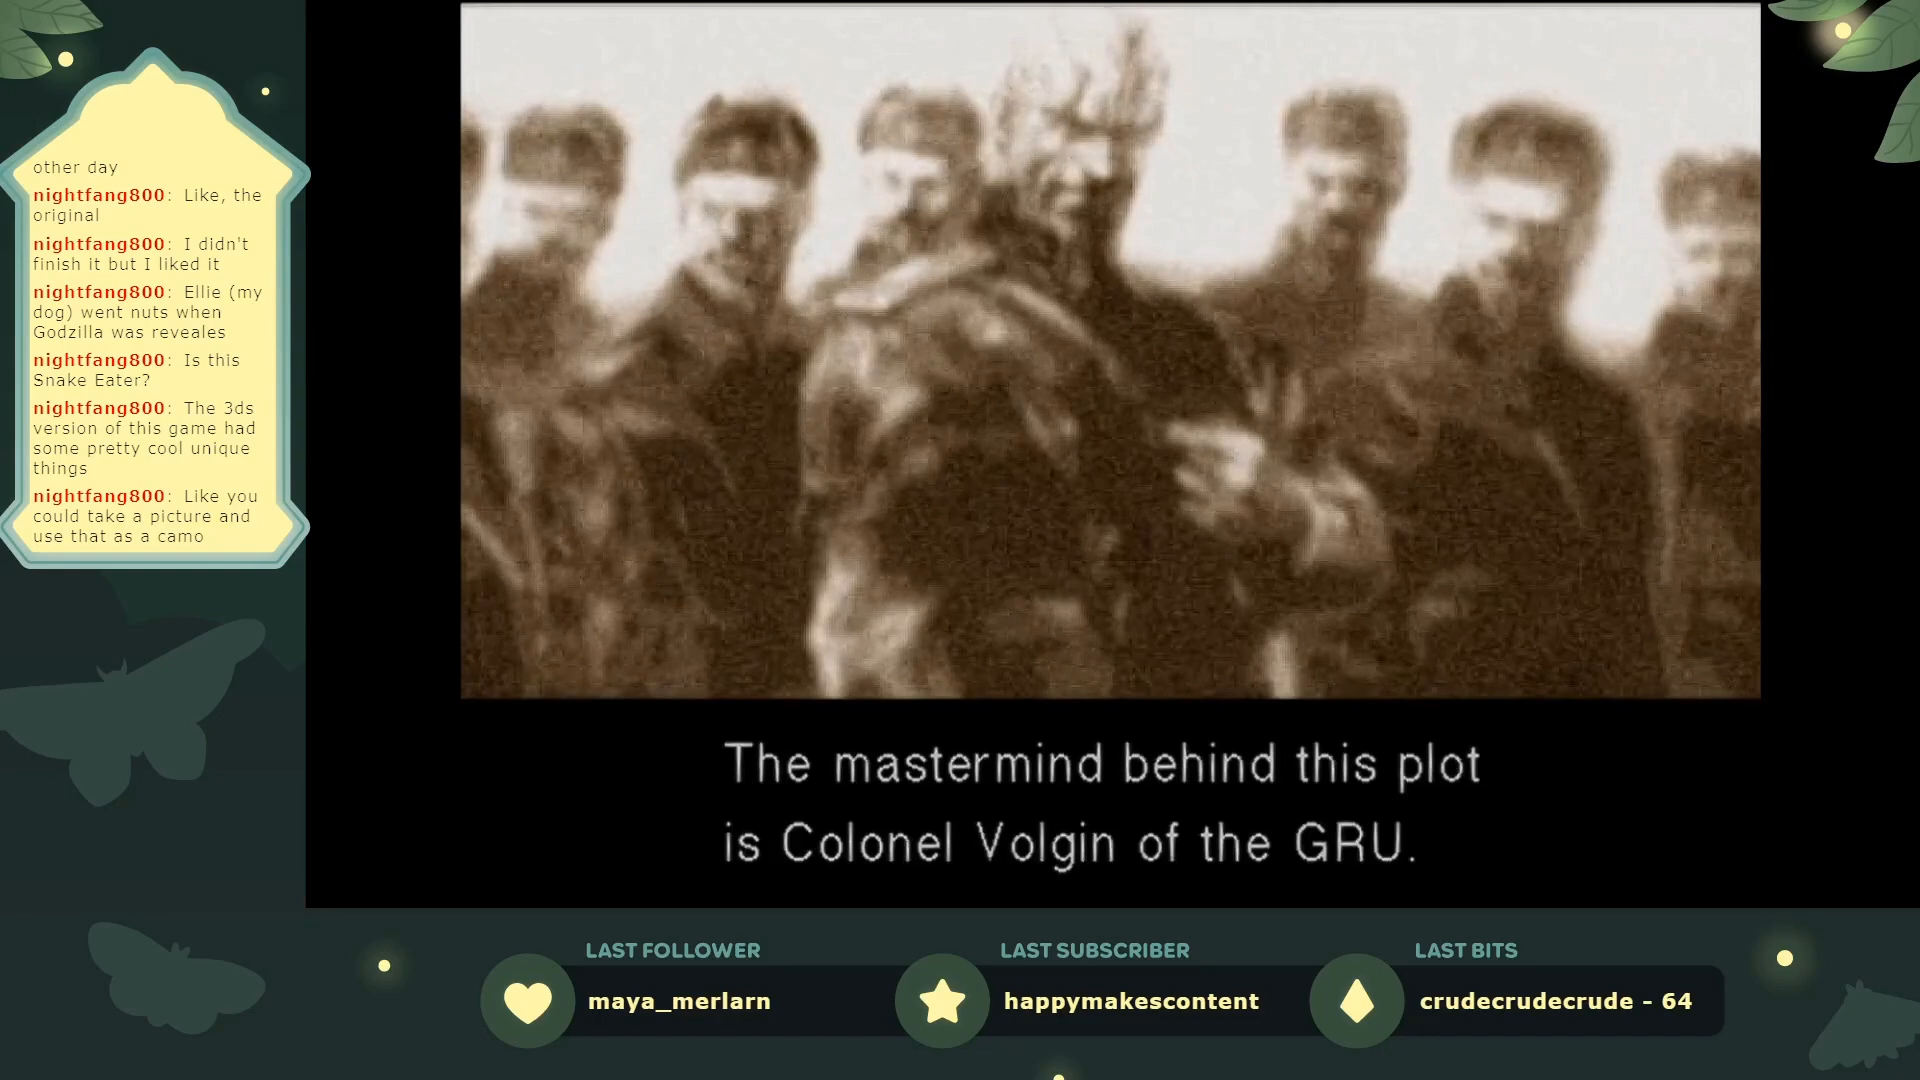 other day
nightfang800: Like, the
original
nightfang800: I didn't
finish it but I liked it
nightfang800: Ellie (my
dog) went nuts when
Godzilla was reveales
nightfang800: Is this
Snake Eater?
nightfang800: The 3ds
version of this game had
some pretty cool unique
things
nightfang800: Like you
could take a picture and
use that as a camo
The mastermind behind this plot
is Colonel Volgin of the GRU.
LAST FOLLOWER
maya_merlarn
LAST SUBSCRIBER
happymakescontent
LAST BITS
crudecrudecrude - 64